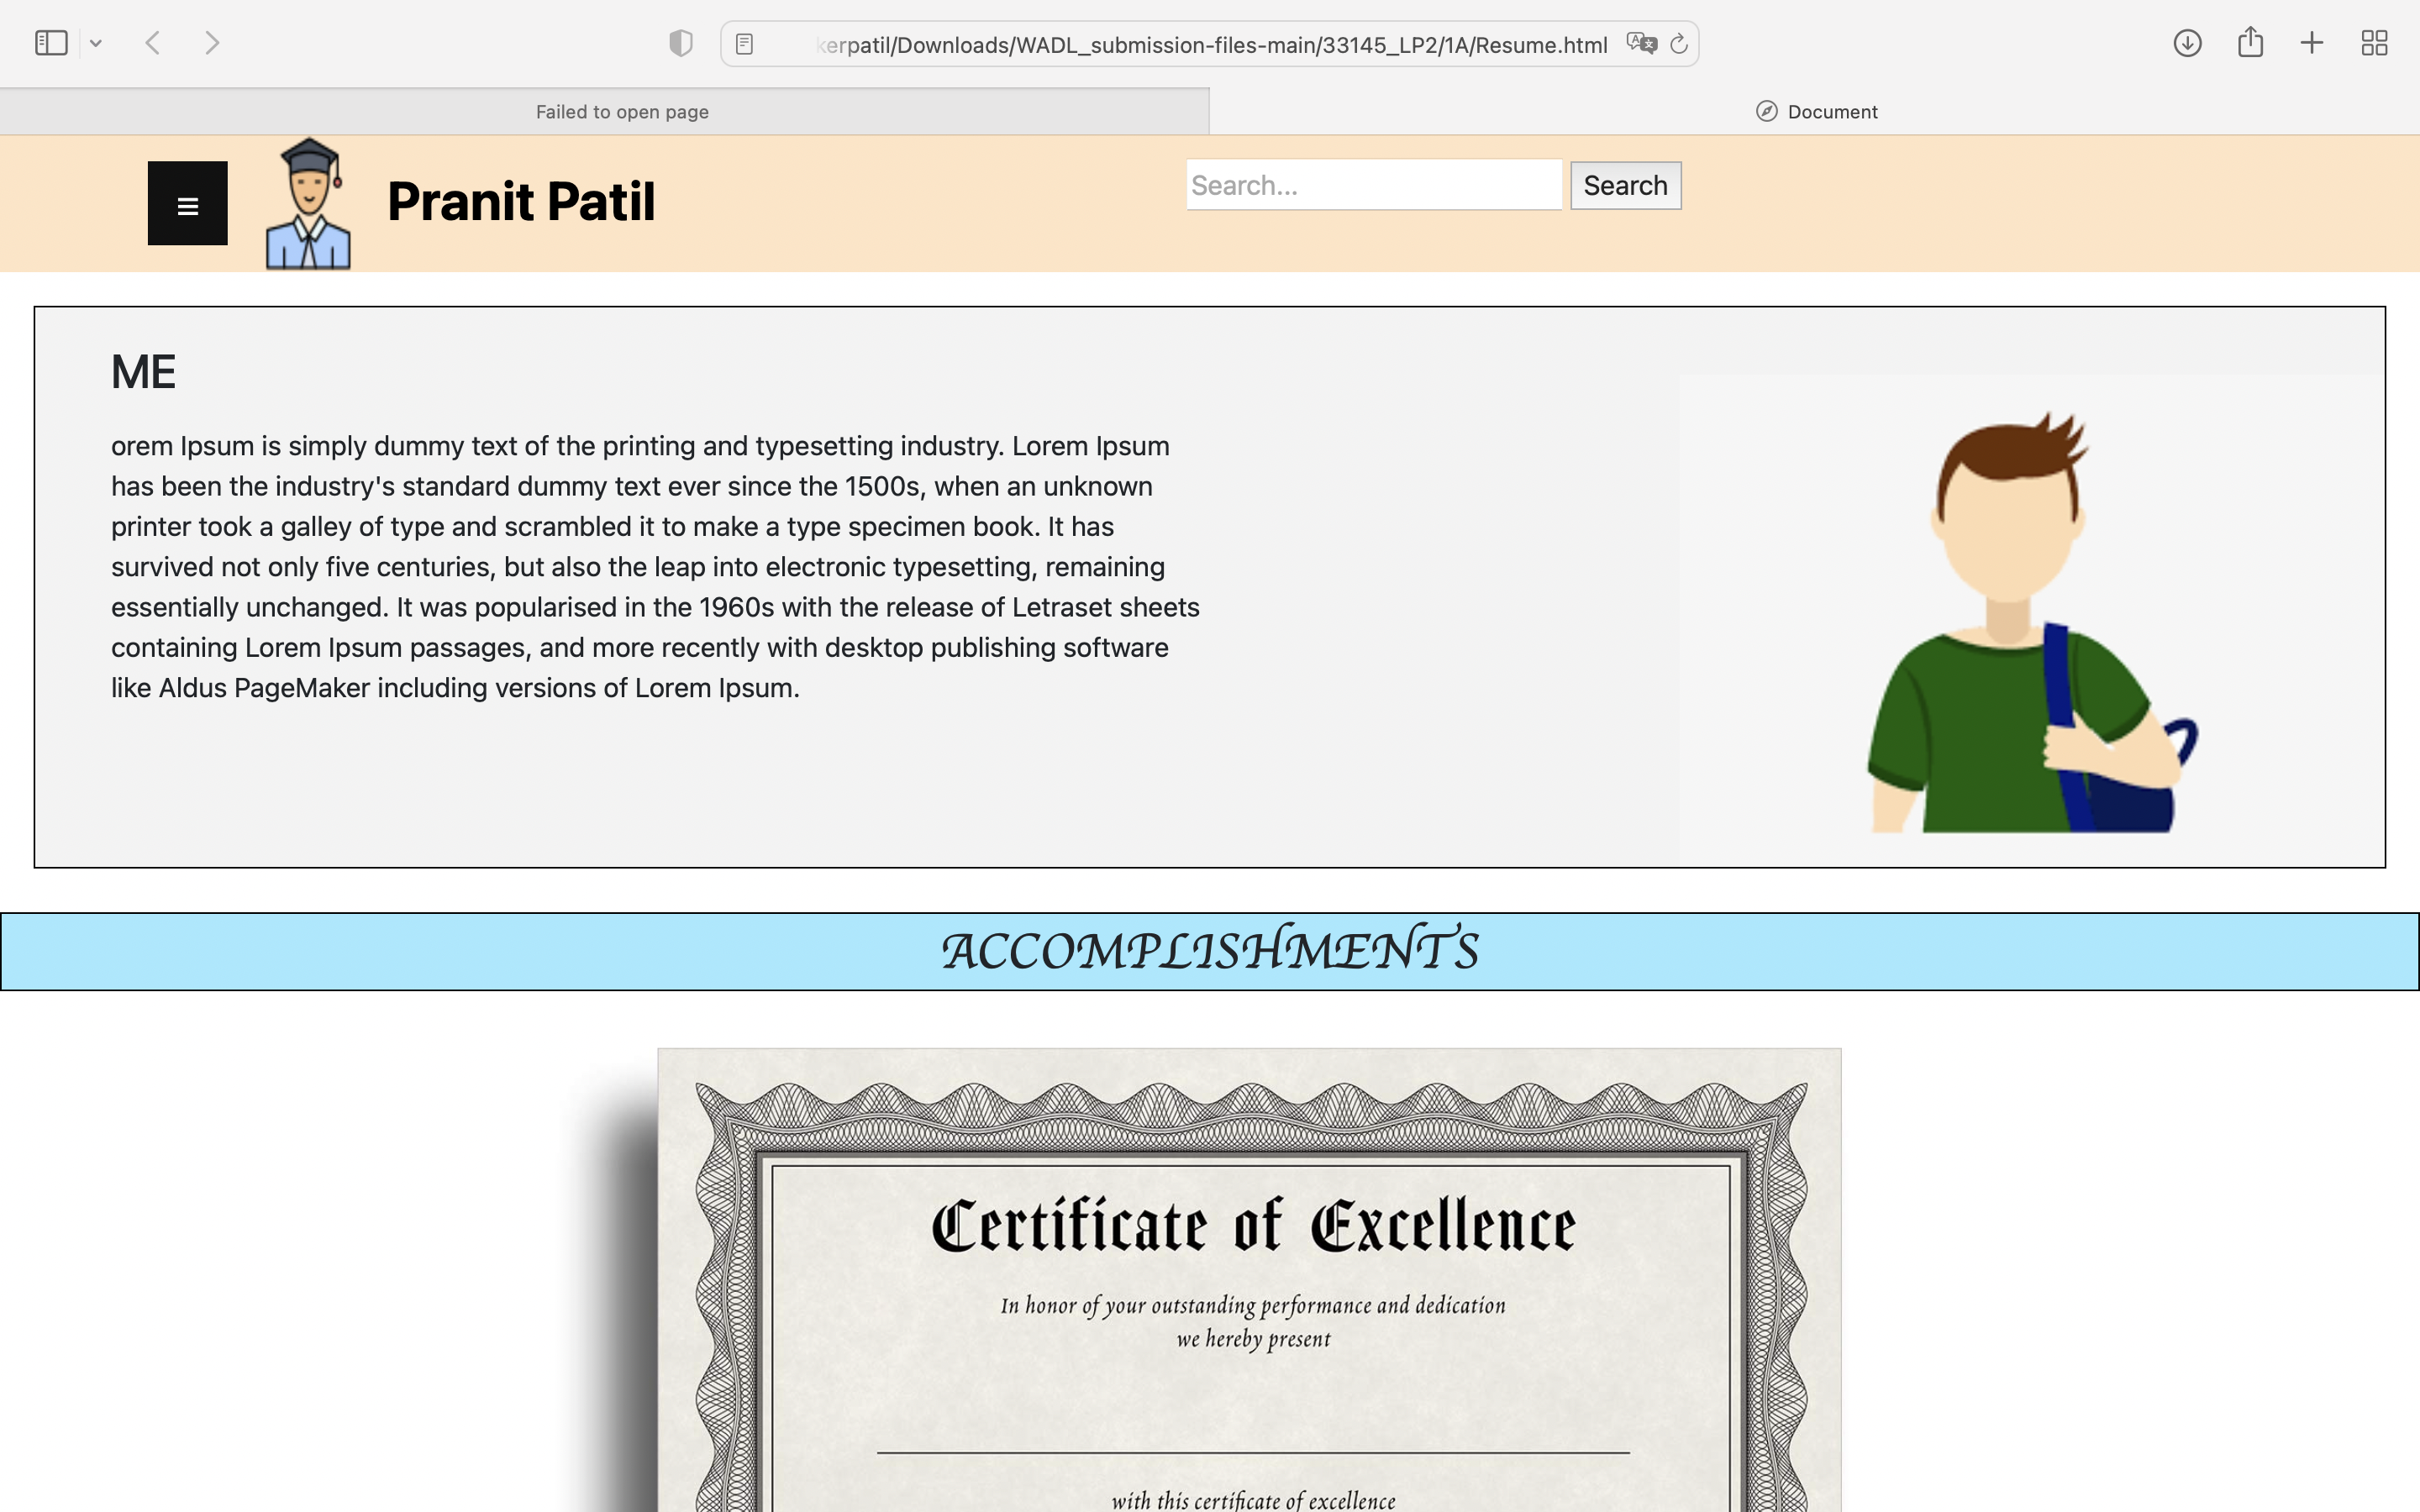 kerpatil/Downloads/WADL_submission-files-main/33145_LP2/1A/Resume.html
Failed to open page
Document
Pranit Patil
Search...
Search
ME
orem Ipsum is simply dummy text of the printing and typesetting industry. Lorem Ipsum
has been the industry's standard dummy text ever since the 1500s, when an unknown
printer took a galley of type and scrambled it to make a type specimen book. It has
survived not only five centuries, but also the leap into electronic typesetting, remaining
essentially unchanged. It was popularised in the 1960s with the release of Letraset sheets
containing Lorem Ipsum passages, and more recently with desktop publishing software
like Aldus PageMaker including versions of Lorem Ipsum.
ACCOMPLISHMENTS
Certificate of Excellence
In honor of your outstanding performance and dedication
we hereby present
with this certificate of excellence